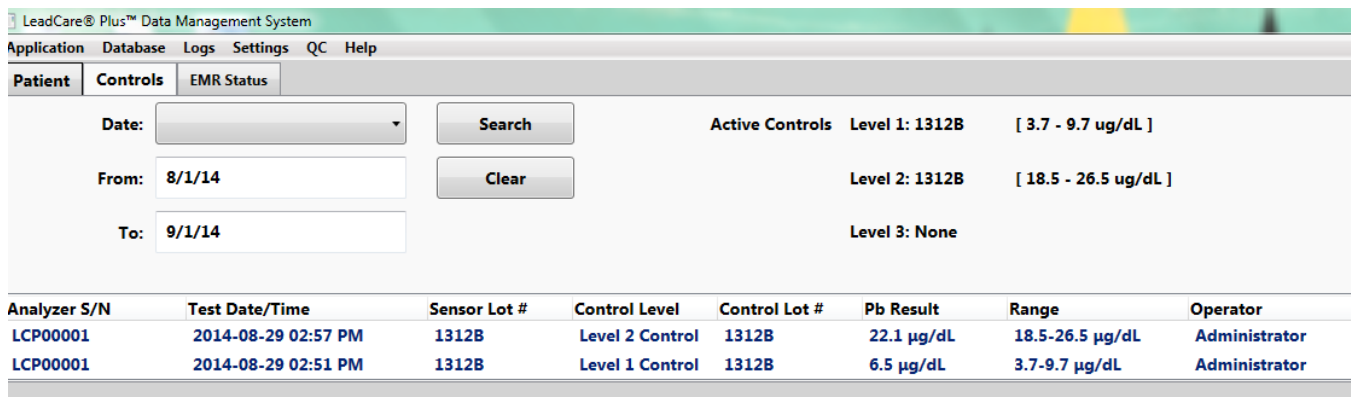 LeadCare® Plus™ Data Management System
Application Database Logs Settings QC Help
Patient Controls EMR Status
Date: Search Active Controls Level 1: 1312B [ 3.7 - 9.7 ug/dL ]
From: 8/1/14 Clear Level 2: 1312B [ 18.5 - 26.5 ug/dL ]
To: 9/1/14 Level 3: None
Analyzer S/N Test Date/Time Sensor Lot # Control Level Control Lot # Pb Result Range Operator
LCP00001 2014-08-29 02:57 PM 1312B Level 2 Control 1312B 22.1 µg/dL 18.5-26.5 µg/dL Administrator
LCP00001 2014-08-29 02:51 PM 1312B Level 1 Control 1312B 6.5 µg/dL 3.7-9.7 µg/dL Administrator